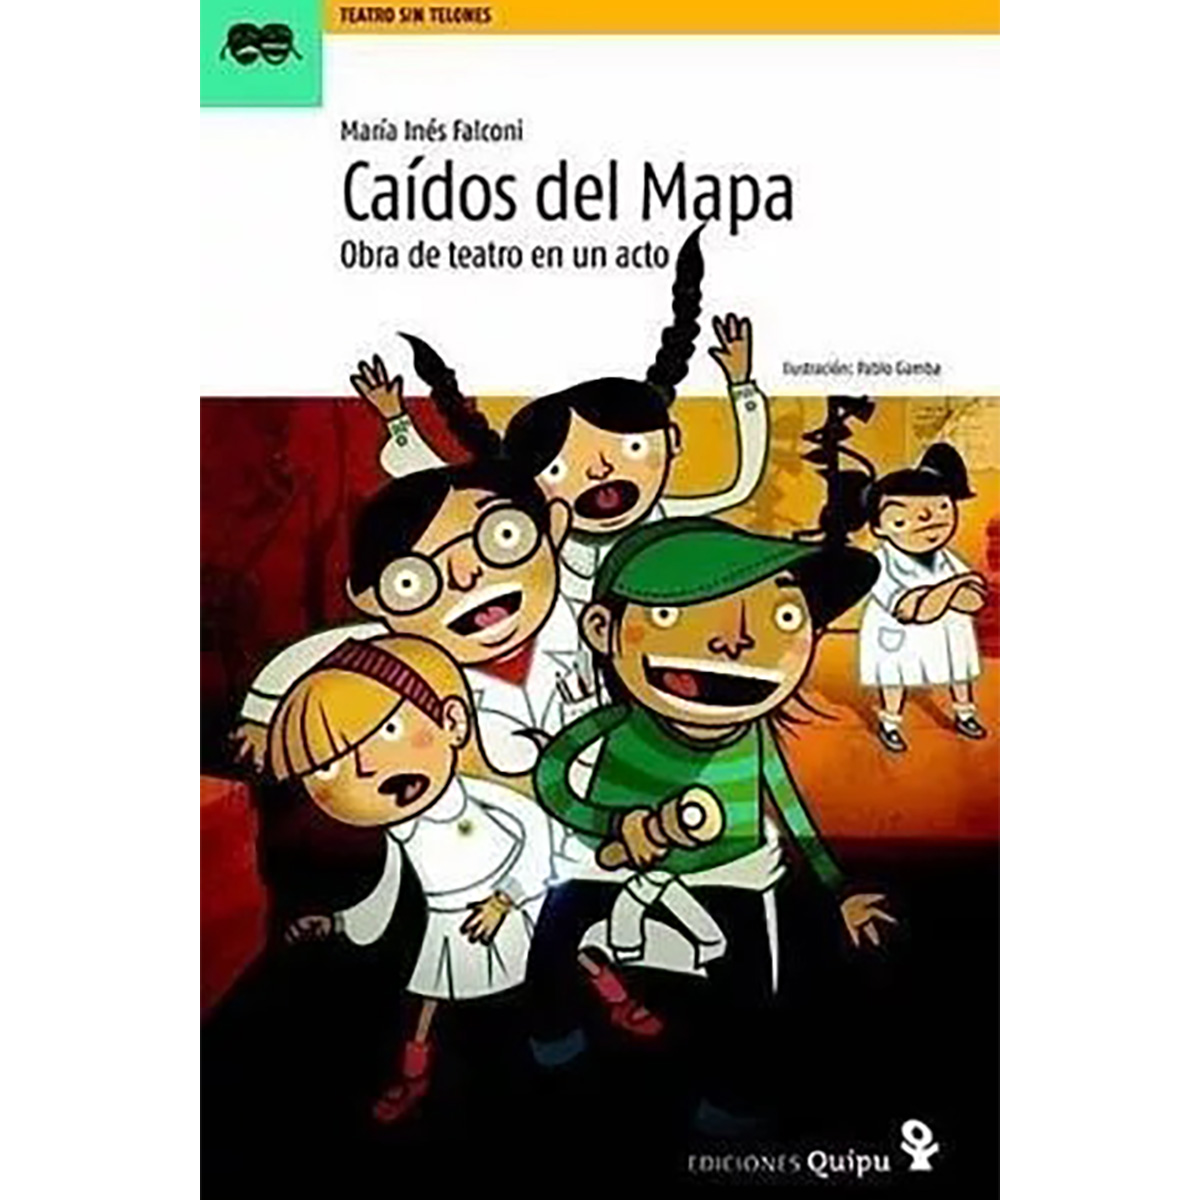 TEATRO SIN TELONES
María Inés Falconi
Caídos del Mapa
Obra de teatro en un acto
Ilustración: Pablo Gamba
EDICIONES Quipu